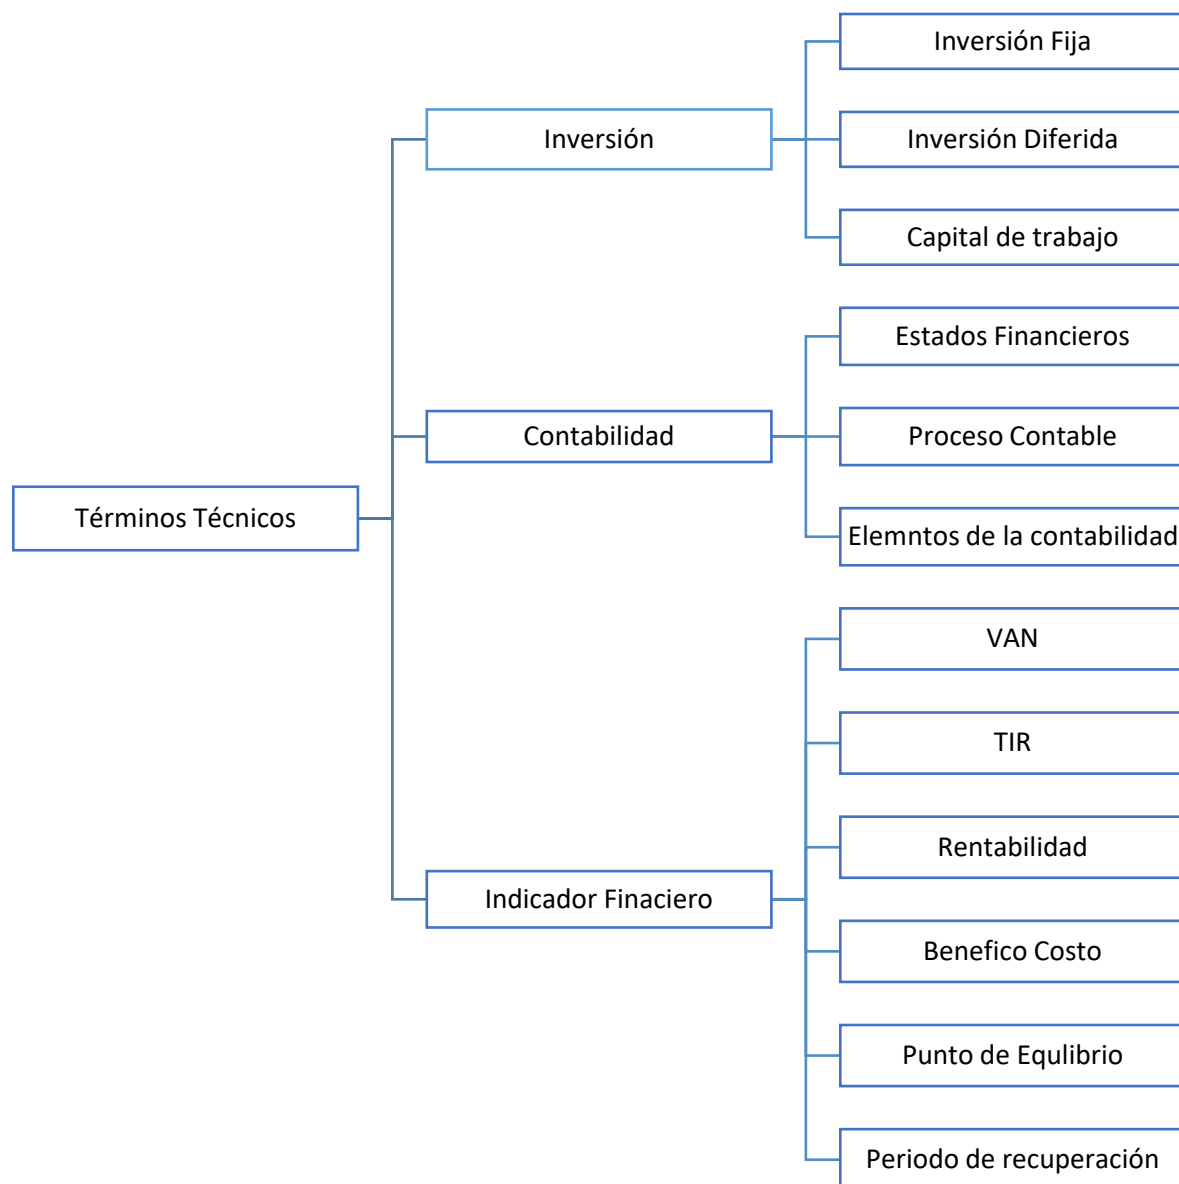 Términos Técnicos
Inversión
Inversión Fija
Inversión Diferida
Capital de trabajo
Contabilidad
Estados Financieros
Proceso Contable
Elemntos de la contabilidad
Indicador Finaciero
VAN
TIR
Rentabilidad
Benefico Costo
Punto de Equlibrio
Periodo de recuperación